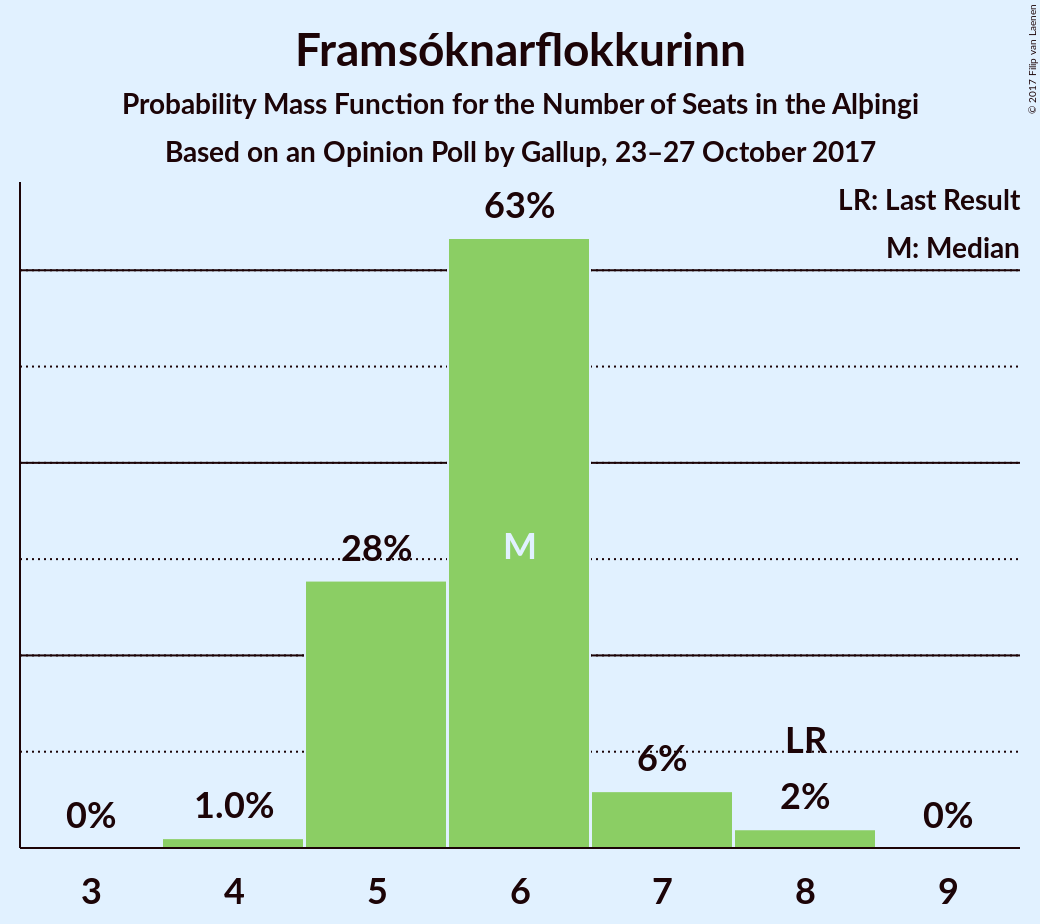 Framsóknarflokkurinn
Probability Mass Function for the Number of Seats in the Alþingi
Based on an Opinion Poll by Gallup, 23–27 October 2017
© 2017 Filip van Laenen
LR: Last Result
M: Median
63%
28%
M
LR
6%
2%
1.0%
0%
0%
3 4 5 6 7 8 9